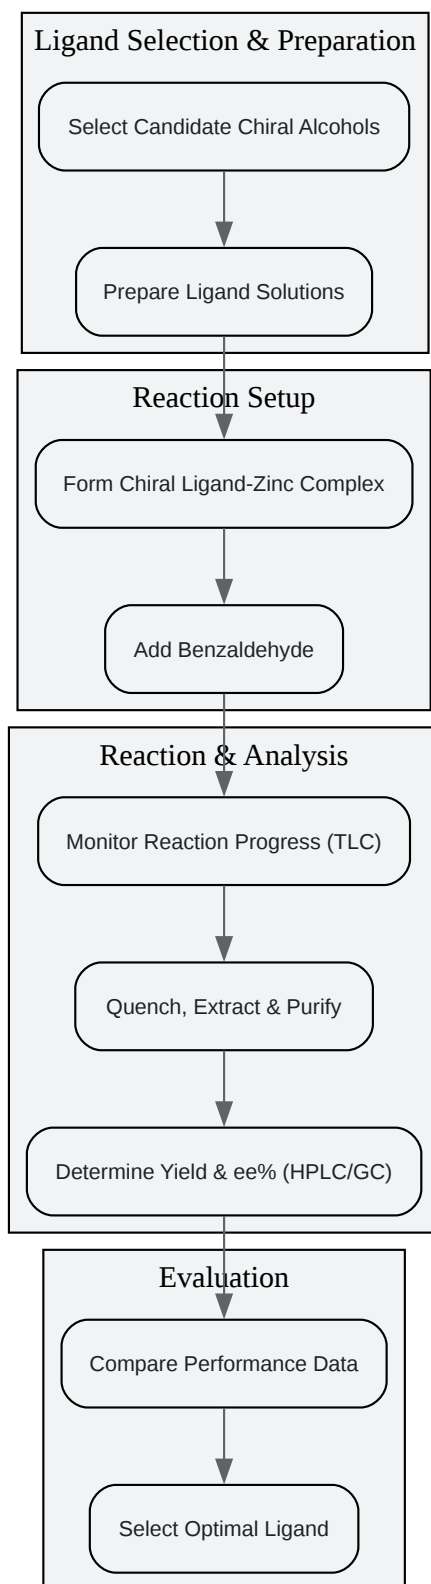 Ligand Selection & Preparation
Select Candidate Chiral Alcohols
Prepare Ligand Solutions
Reaction Setup
Form Chiral Ligand-Zinc Complex
Add Benzaldehyde
Reaction & Analysis
Monitor Reaction Progress (TLC)
Quench, Extract & Purify
Determine Yield & ee% (HPLC/GC)
Evaluation
Compare Performance Data
Select Optimal Ligand